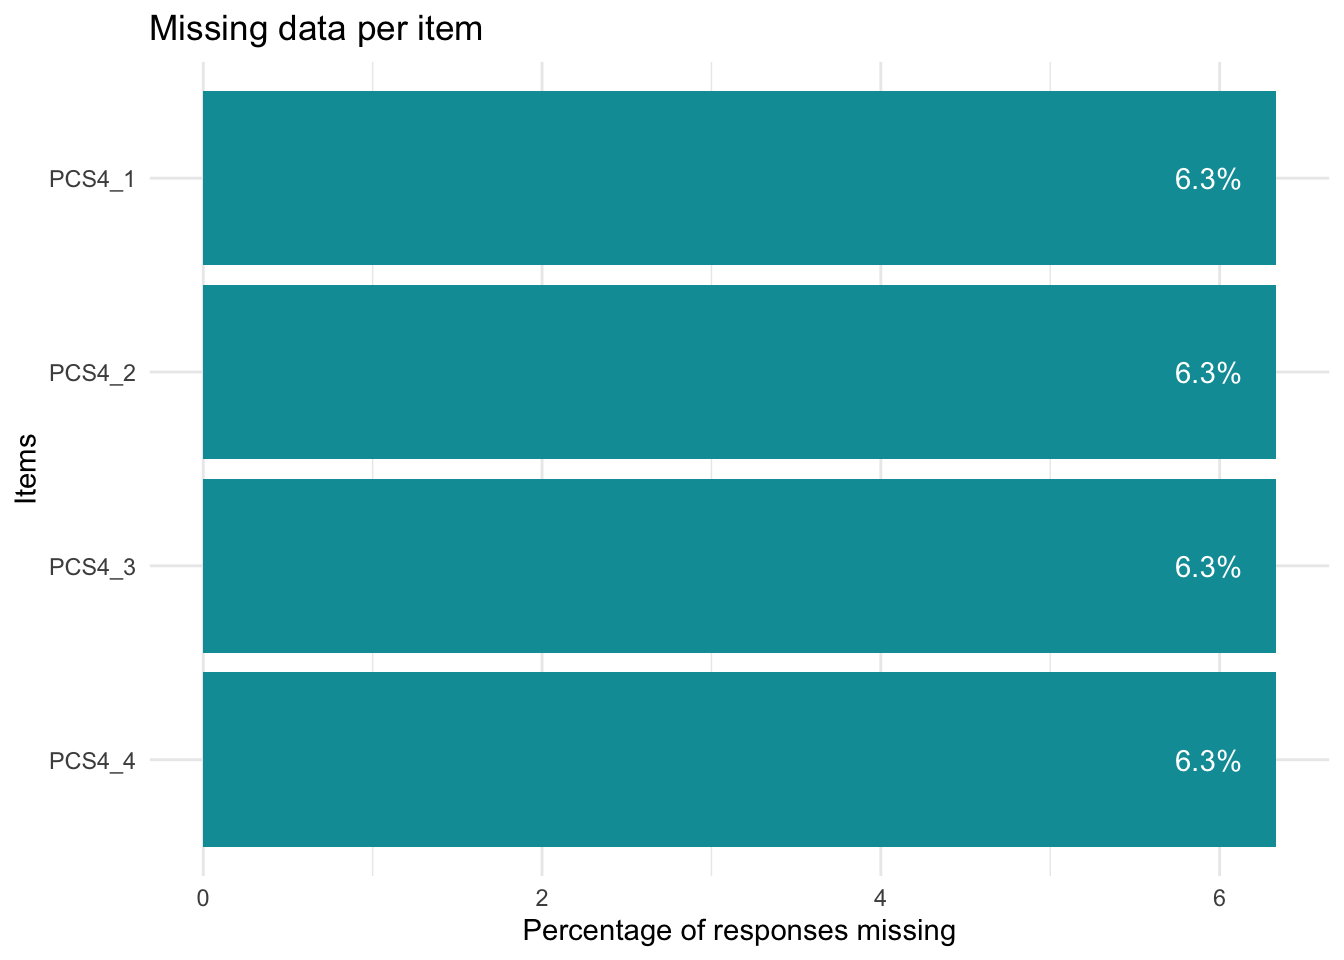 Missing data per item
Items
PCS4_1
6.3%
PCS4_2
6.3%
PCS4_3
6.3%
PCS4_4
6.3%
0 2 4 6
Percentage of responses missing